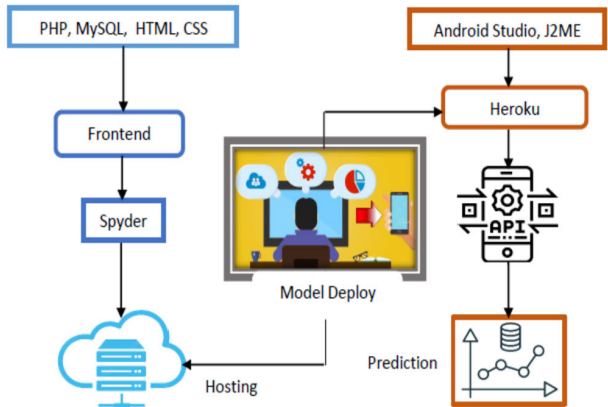 PHP, MySQL, HTML, CSS
Android Studio, J2ME
Frontend
Heroku
Spyder
API
Model Deploy
Hosting
Prediction